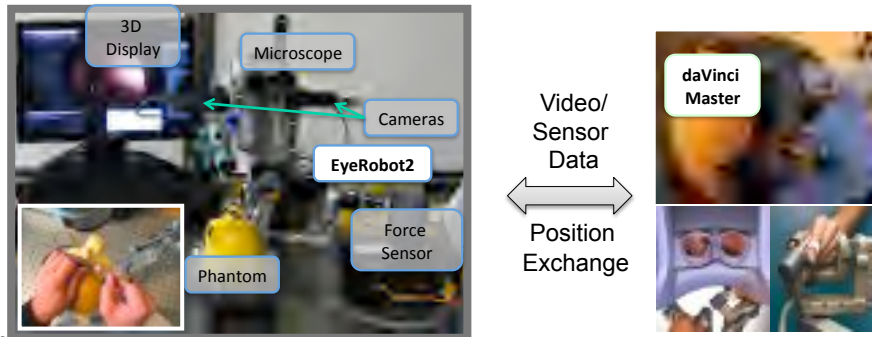 3D
Display
Microscope
Cameras
EyeRobot2
Force
Sensor
Phantom
Video/
Sensor
Data
Position
Exchange
daVinci
Master